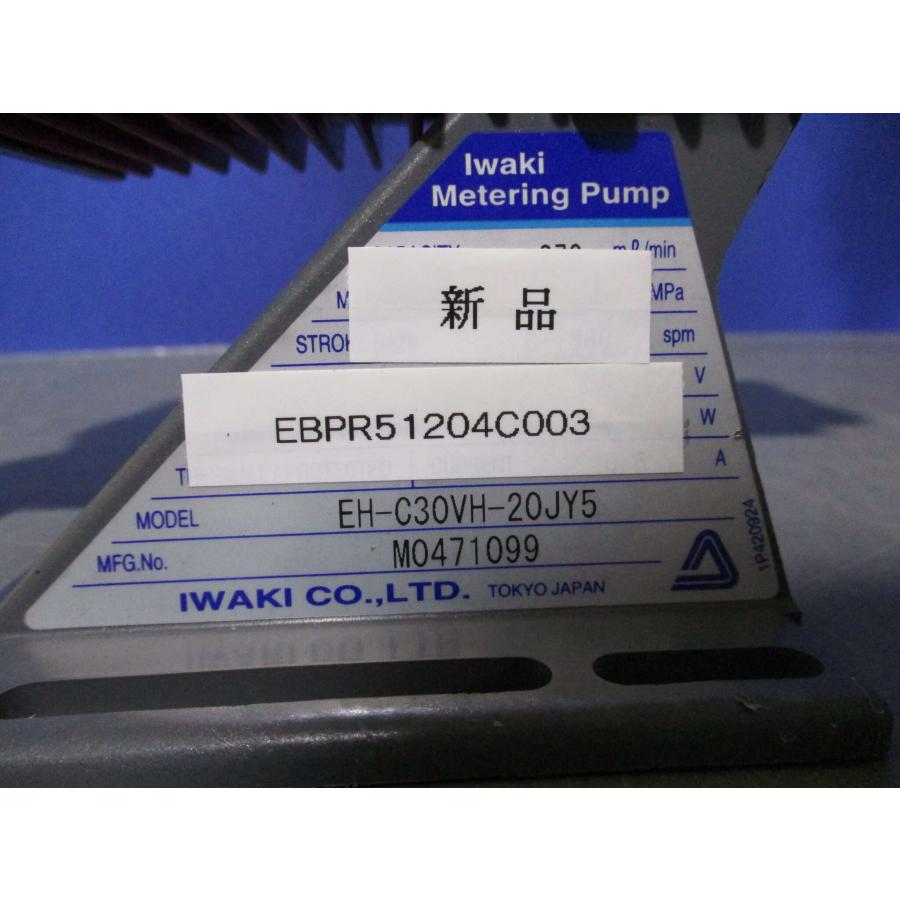 Iwaki
Metering Pump
mℓ/min
新品
MPa
spm
V
EBPR51204C003
W
A
MODEL EH-C30VH-20JY5
MFG.No. M0471099
IWAKI CO.,LTD. TOKYO JAPAN
1P420924